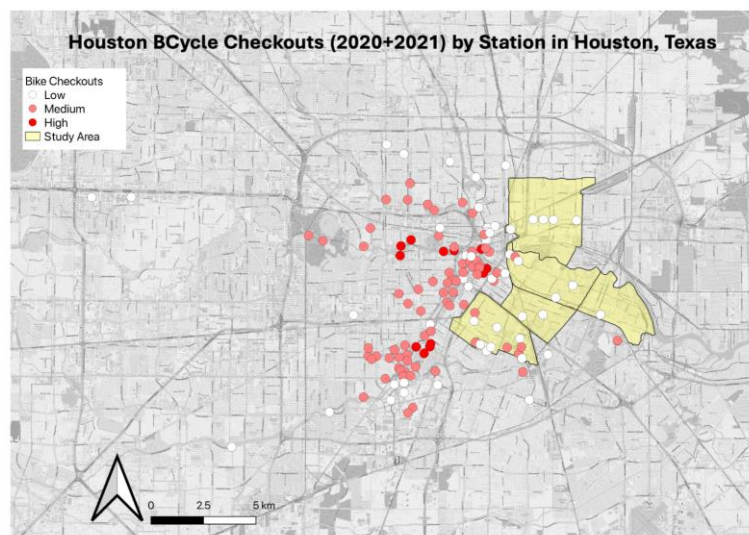 Houston BCycle Checkouts (2020+2021) by Station in Houston, Texas
Bike Checkouts
Low
Medium
High
Study Area
0 2.5 5 km